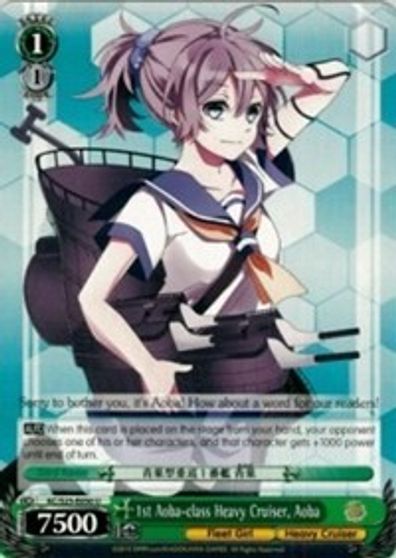 1
1
Sorry to bother you, it's Aoba! How about a word for our readers!
AUTO When this card is placed on the stage from your hand, your opponent
chooses one of his or her characters, and that character gets +1000 power
until end of turn.
青葉型重巡1番艦 青葉
7500
1st Aoba-class Heavy Cruiser, Aoba
Fleet Girl
Heavy Cruiser